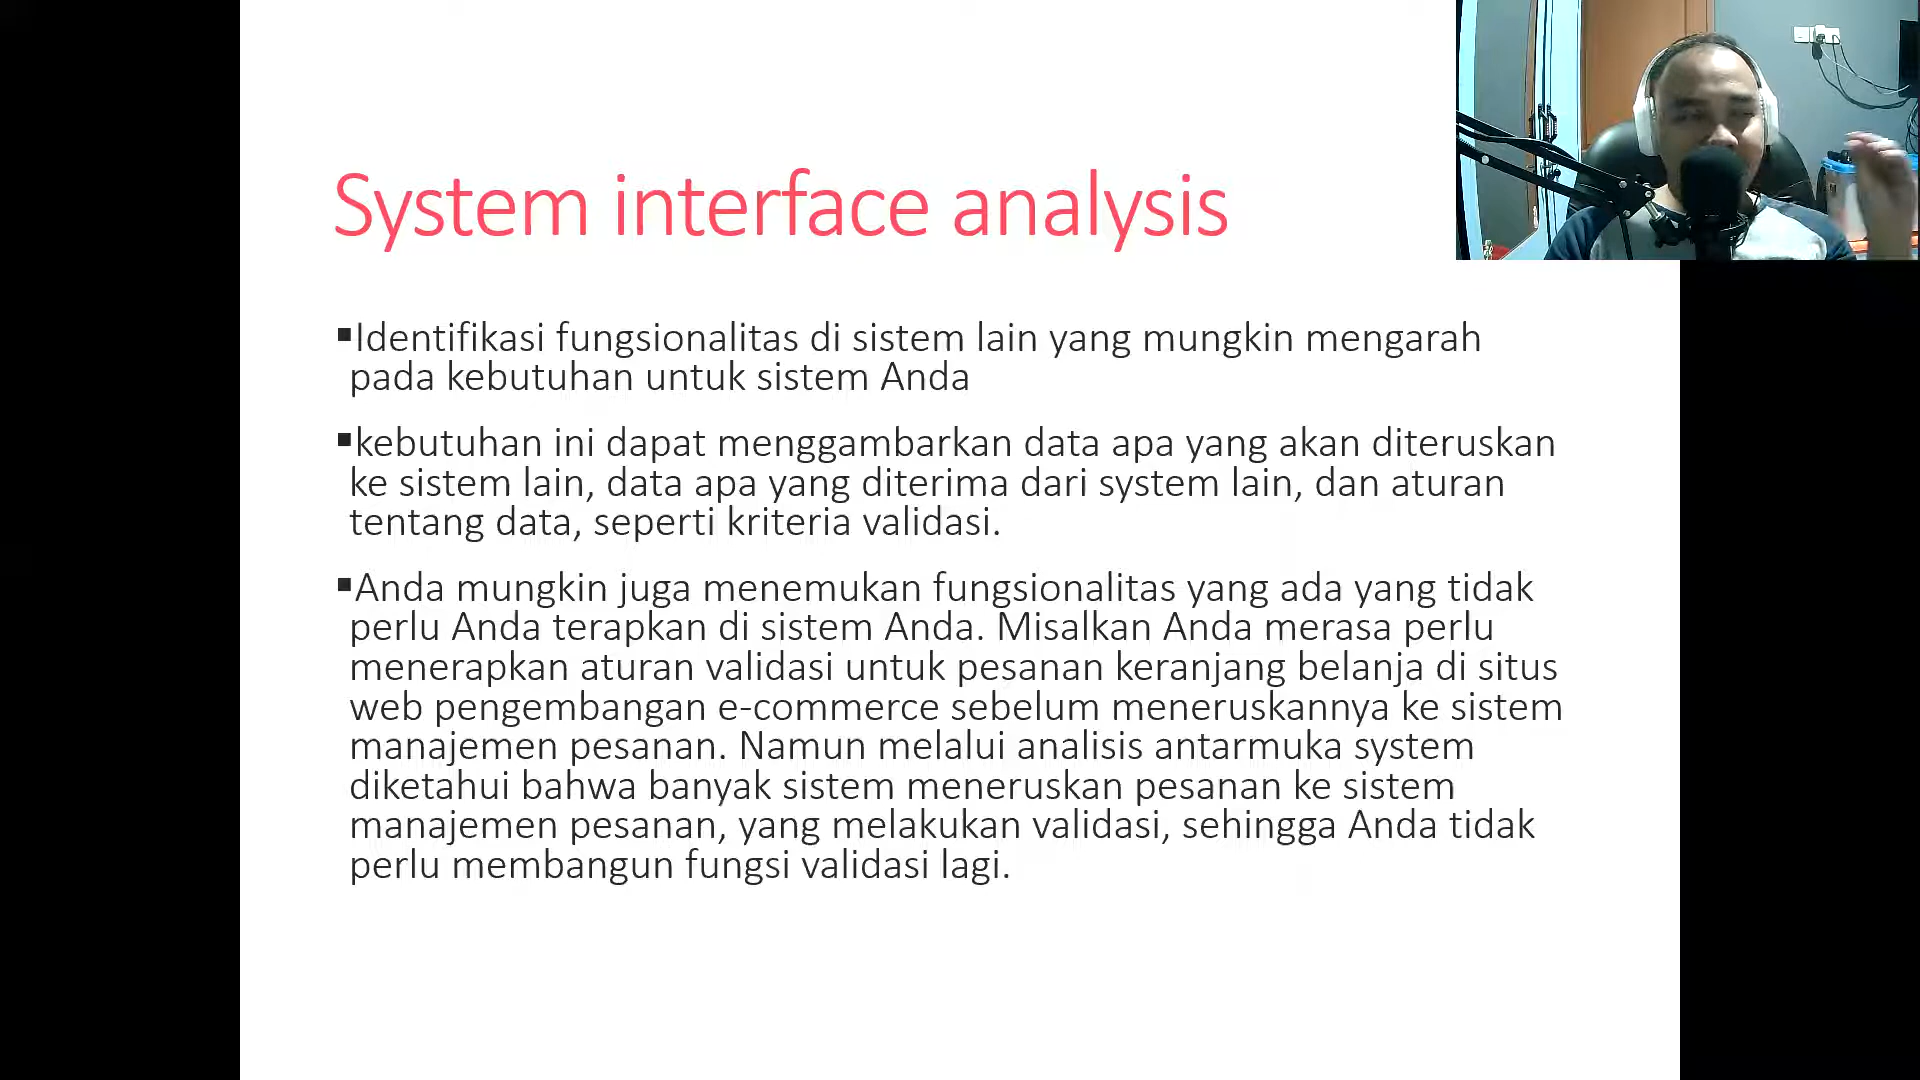 System interface analysis
▪Identifikasi fungsionalitas di sistem lain yang mungkin mengarah
pada kebutuhan untuk sistem Anda
▪kebutuhan ini dapat menggambarkan data apa yang akan diteruskan
ke sistem lain, data apa yang diterima dari system lain, dan aturan
tentang data, seperti kriteria validasi.
▪Anda mungkin juga menemukan fungsionalitas yang ada yang tidak
perlu Anda terapkan di sistem Anda. Misalkan Anda merasa perlu
menerapkan aturan validasi untuk pesanan keranjang belanja di situs
web pengembangan e-commerce sebelum meneruskannya ke sistem
manajemen pesanan. Namun melalui analisis antarmuka system
diketahui bahwa banyak sistem meneruskan pesanan ke sistem
manajemen pesanan, yang melakukan validasi, sehingga Anda tidak
perlu membangun fungsi validasi lagi.